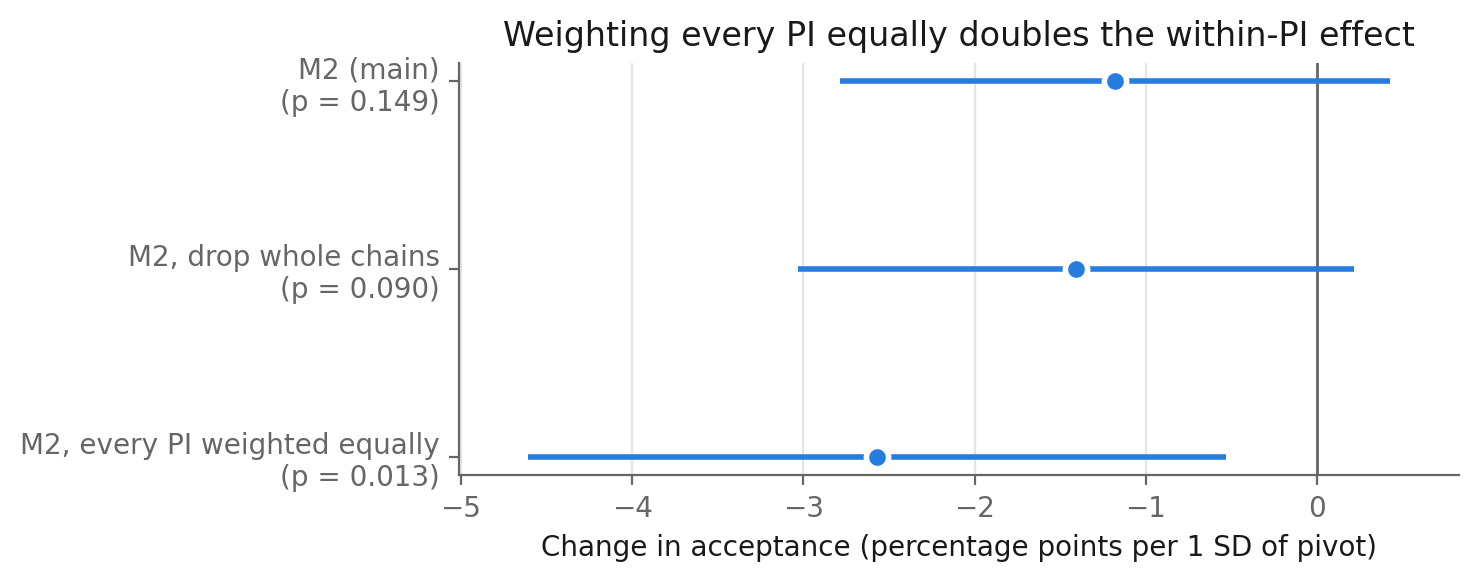 Weighting every PI equally doubles the within-PI effect
M2 (main)
(p = 0.149)
M2, drop whole chains
(p = 0.090)
M2, every PI weighted equally
(p = 0.013)
−5 −4 −3 −2 −1 0
Change in acceptance (percentage points per 1 SD of pivot)